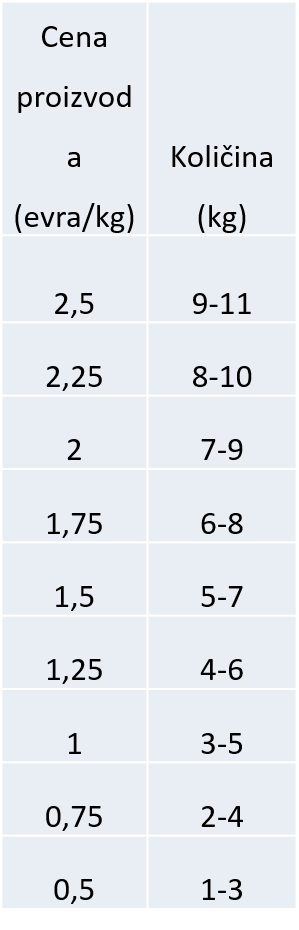 Cena
proizvod
a
(evra/kg)
Količina
(kg)
2,5 9-11
2,25 8-10
2 7-9
1,75 6-8
1,5 5-7
1,25 4-6
1 3-5
0,75 2-4
0,5 1-3